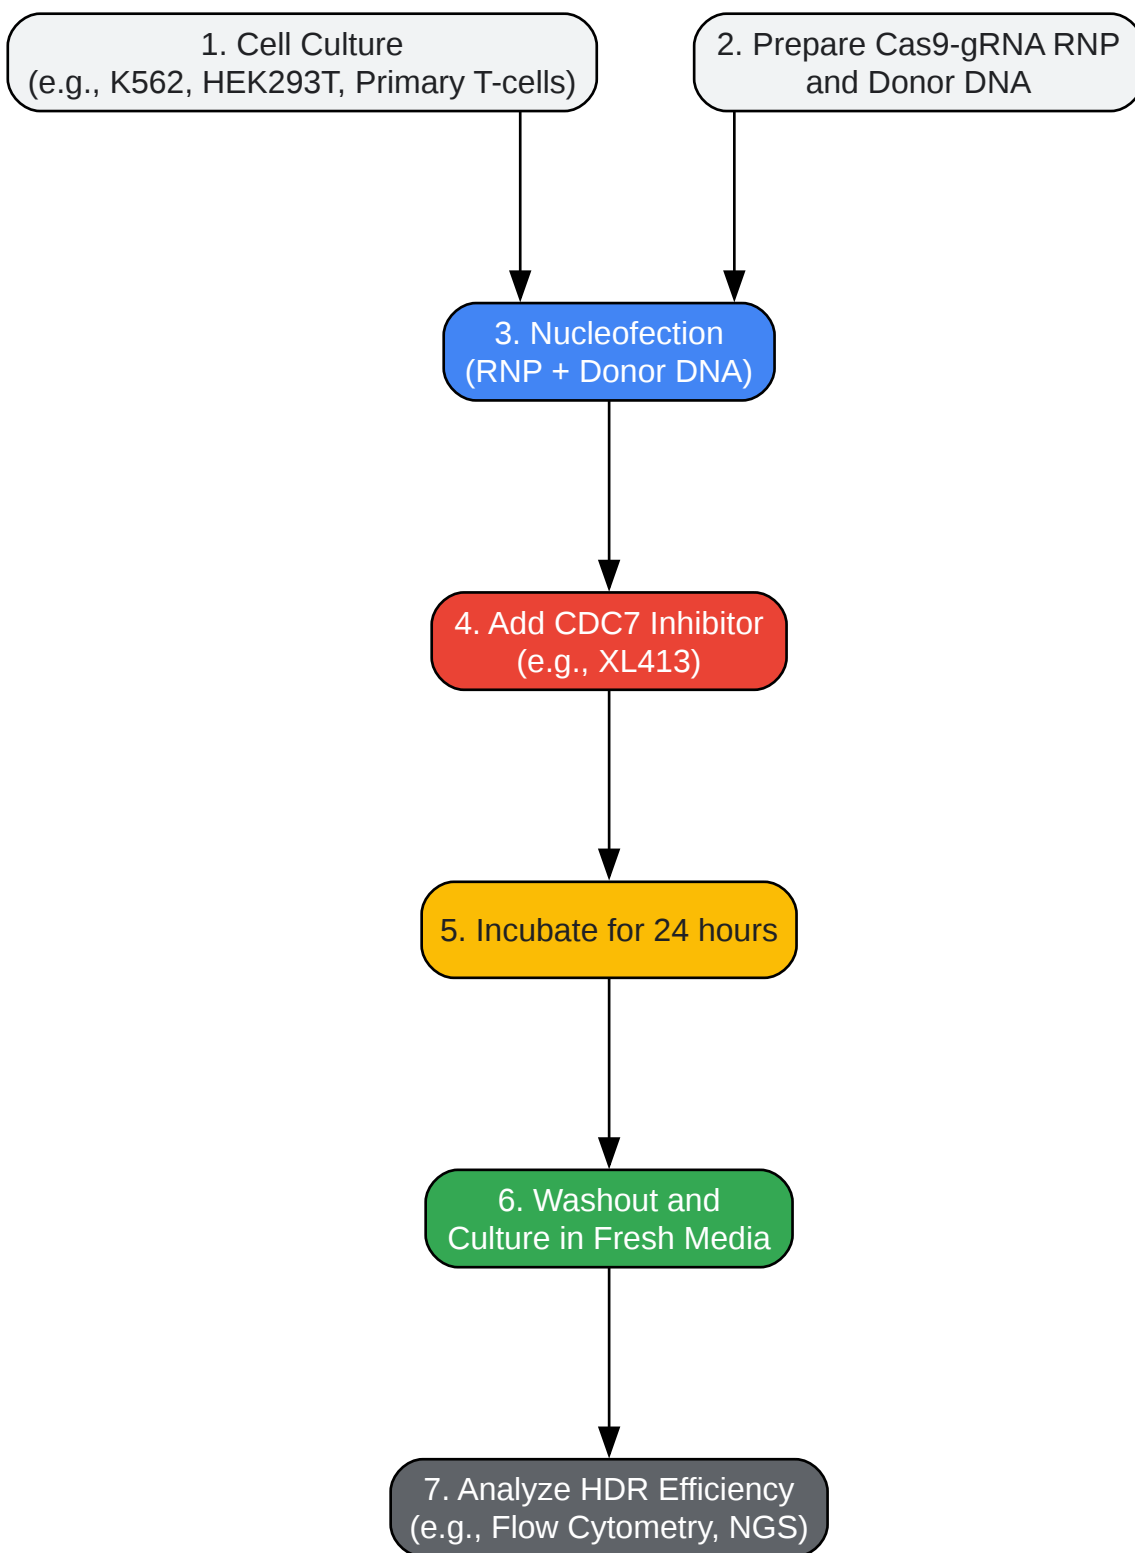 1. Cell Culture
(e.g., K562, HEK293T, Primary T-cells)
2. Prepare Cas9-gRNA RNP
and Donor DNA
3. Nucleofection
(RNP + Donor DNA)
4. Add CDC7 Inhibitor
(e.g., XL413)
5. Incubate for 24 hours
6. Washout and
Culture in Fresh Media
7. Analyze HDR Efficiency
(e.g., Flow Cytometry, NGS)